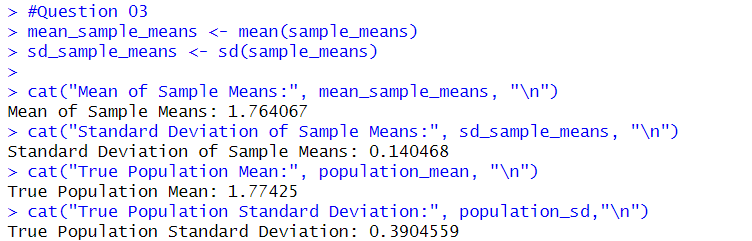 > #Question 03
> mean_sample_means <- mean(sample_means)
> sd_sample_means <- sd(sample_means)
>
> cat("Mean of Sample Means:", mean_sample_means, "\n")
Mean of Sample Means: 1.764067
> cat("Standard Deviation of Sample Means:", sd_sample_means, "\n")
Standard Deviation of Sample Means: 0.140468
> cat("True Population Mean:", population_mean, "\n")
True Population Mean: 1.77425
> cat("True Population Standard Deviation:", population_sd,"\n")
True Population Standard Deviation: 0.3904559